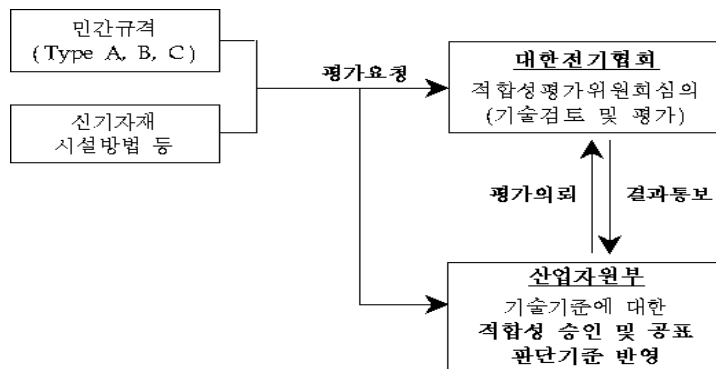 민간규격
(Type A, B, C)
신기자재
시설방법 등
평가요청
대한전기협회
적합성평가위원회심의
(기술검토 및 평가)
평가의뢰
결과통보
산업자원부
기술기준에 대한
적합성 승인 및 공표
판단기준 반영